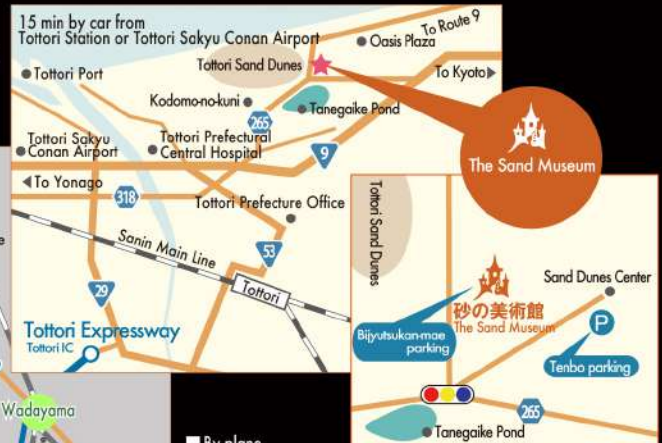 15 min by car from
Tottori Station or Tottori Sakyu Conan Airport
To Route 9
Oasis Plaza
Tottori Sand Dunes
To Kyoto
Tottori Port
Kodomo-no-kuni
Tanegaike Pond
265
The Sand Museum
Tottori Sakyu
Conan Airport
Tottori Prefectural
Central Hospital
9
To Yonago
318
Tottori Prefecture Office
Sanin Main Line
53
Tottori
29
Tottori Expressway
Tottori IC
Tottori Sand Dunes
Sand Dunes Center
砂の美術館
The Sand Museum
Bijyutsukan-mae
parking
P
Tenbo parking
265
Tanegaike Pond
Wadayama
By plane